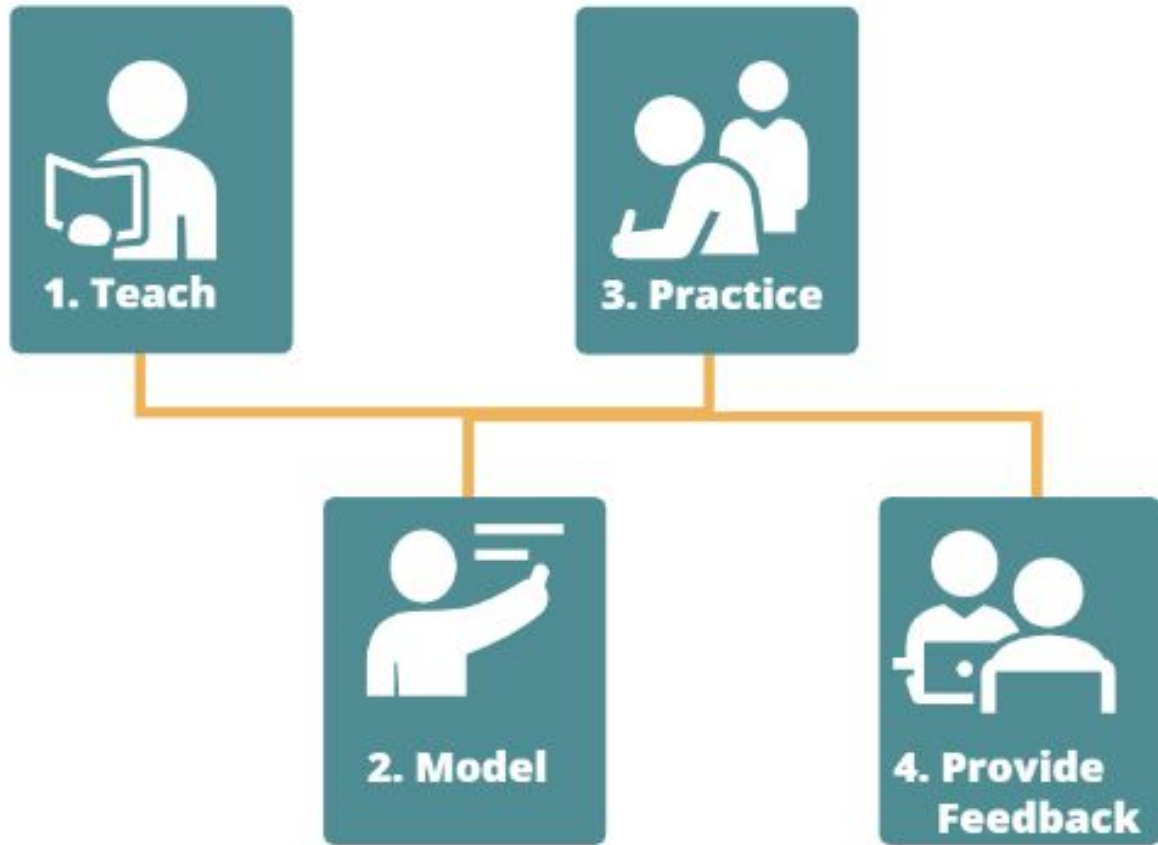 1. Teach
2. Model
3. Practice
4. Provide
Feedback